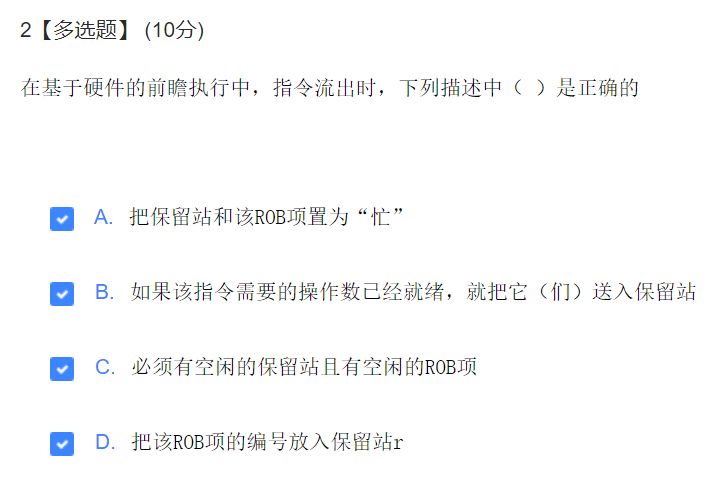 2【多选题】 (10分)
在基于硬件的前瞻执行中，指令流出时，下列描述中（ ）是正确的
A. 把保留站和该ROB项置为“忙”
B. 如果该指令需要的操作数已经就绪，就把它（们）送入保留站
C. 必须有空闲的保留站且有空闲的ROB项
D. 把该ROB项的编号放入保留站r